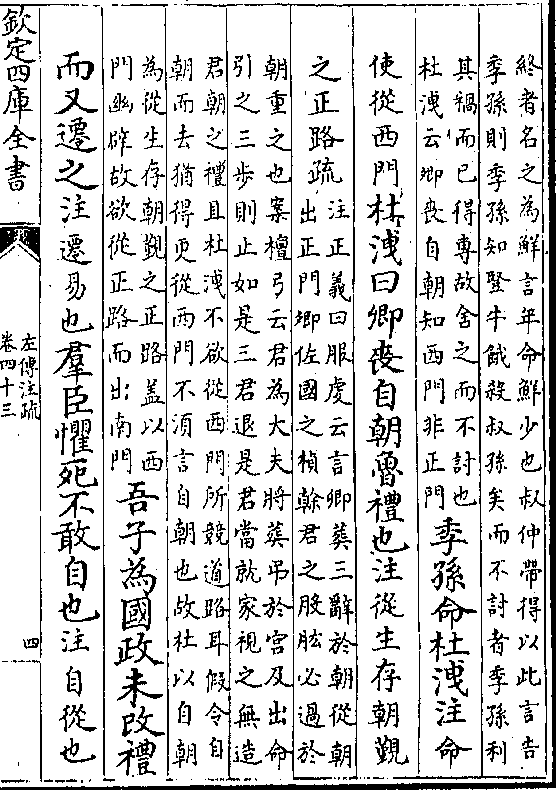 終者名之為鮮言年命鮮少也叔仲帶得以此言告
季孫則季孫知豎牛餓殺叔孫矣而不討者季孫利
其禍而已得專故舍之而不討也
杜洩云卿喪自朝知西門非正門
季孫命杜洩注命
使從西門杜洩曰卿喪自朝魯禮也注從生存朝覲
之正路疏
注正義曰服虔云言卿葬三辭於朝從朝
出正門卿佐國之楨榦君之股肱必過於
朝重之也案檀弓云君為大夫將葬弔於宮及出命
引之三步則止如是三君退是君當就家視之無造
君朝之禮且杜洩不欲從西門所競道路耳假令自
朝而去猶得更從西門不須言自朝也故杜以自朝
為從生存朝覲之正路蓋以西
門幽辟故欲從正路而出南門
吾子為國政未改禮
而又遷之注遷易也羣臣懼死不敢自也注自從也
欽定四庫全書
左傳注疏
卷四十三
四